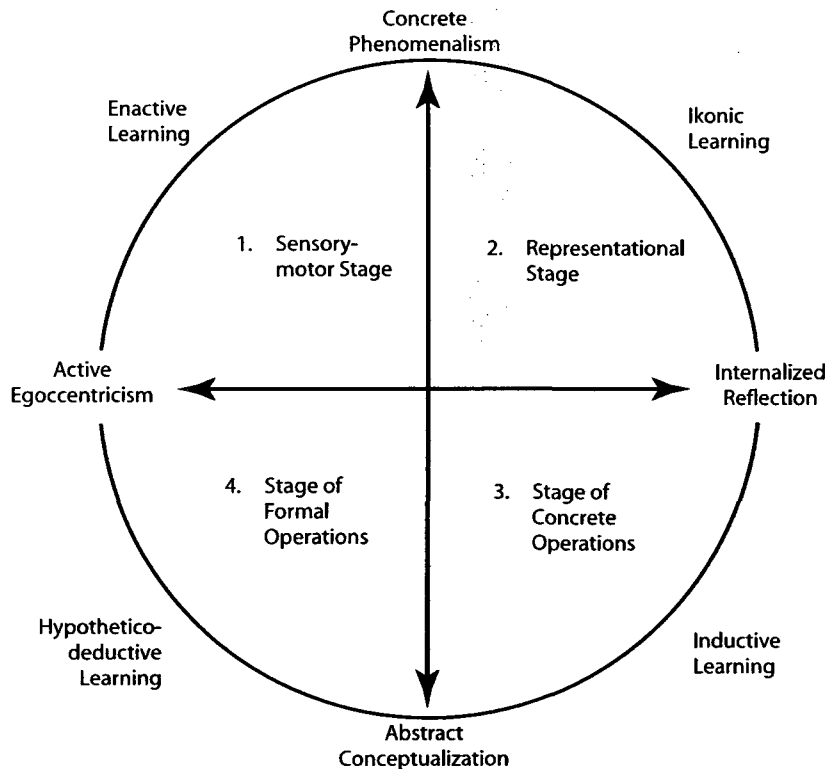 Concrete
Phenomenalism
Enactive
Learning
Ikonic
Learning
1. Sensory-
motor Stage
2. Representational
Stage
Active
Egoccentricism
Internalized
Reflection
4. Stage of
Formal
Operations
3. Stage of
Concrete
Operations
Hypothetico-
deductive
Learning
Inductive
Learning
Abstract
Conceptualization